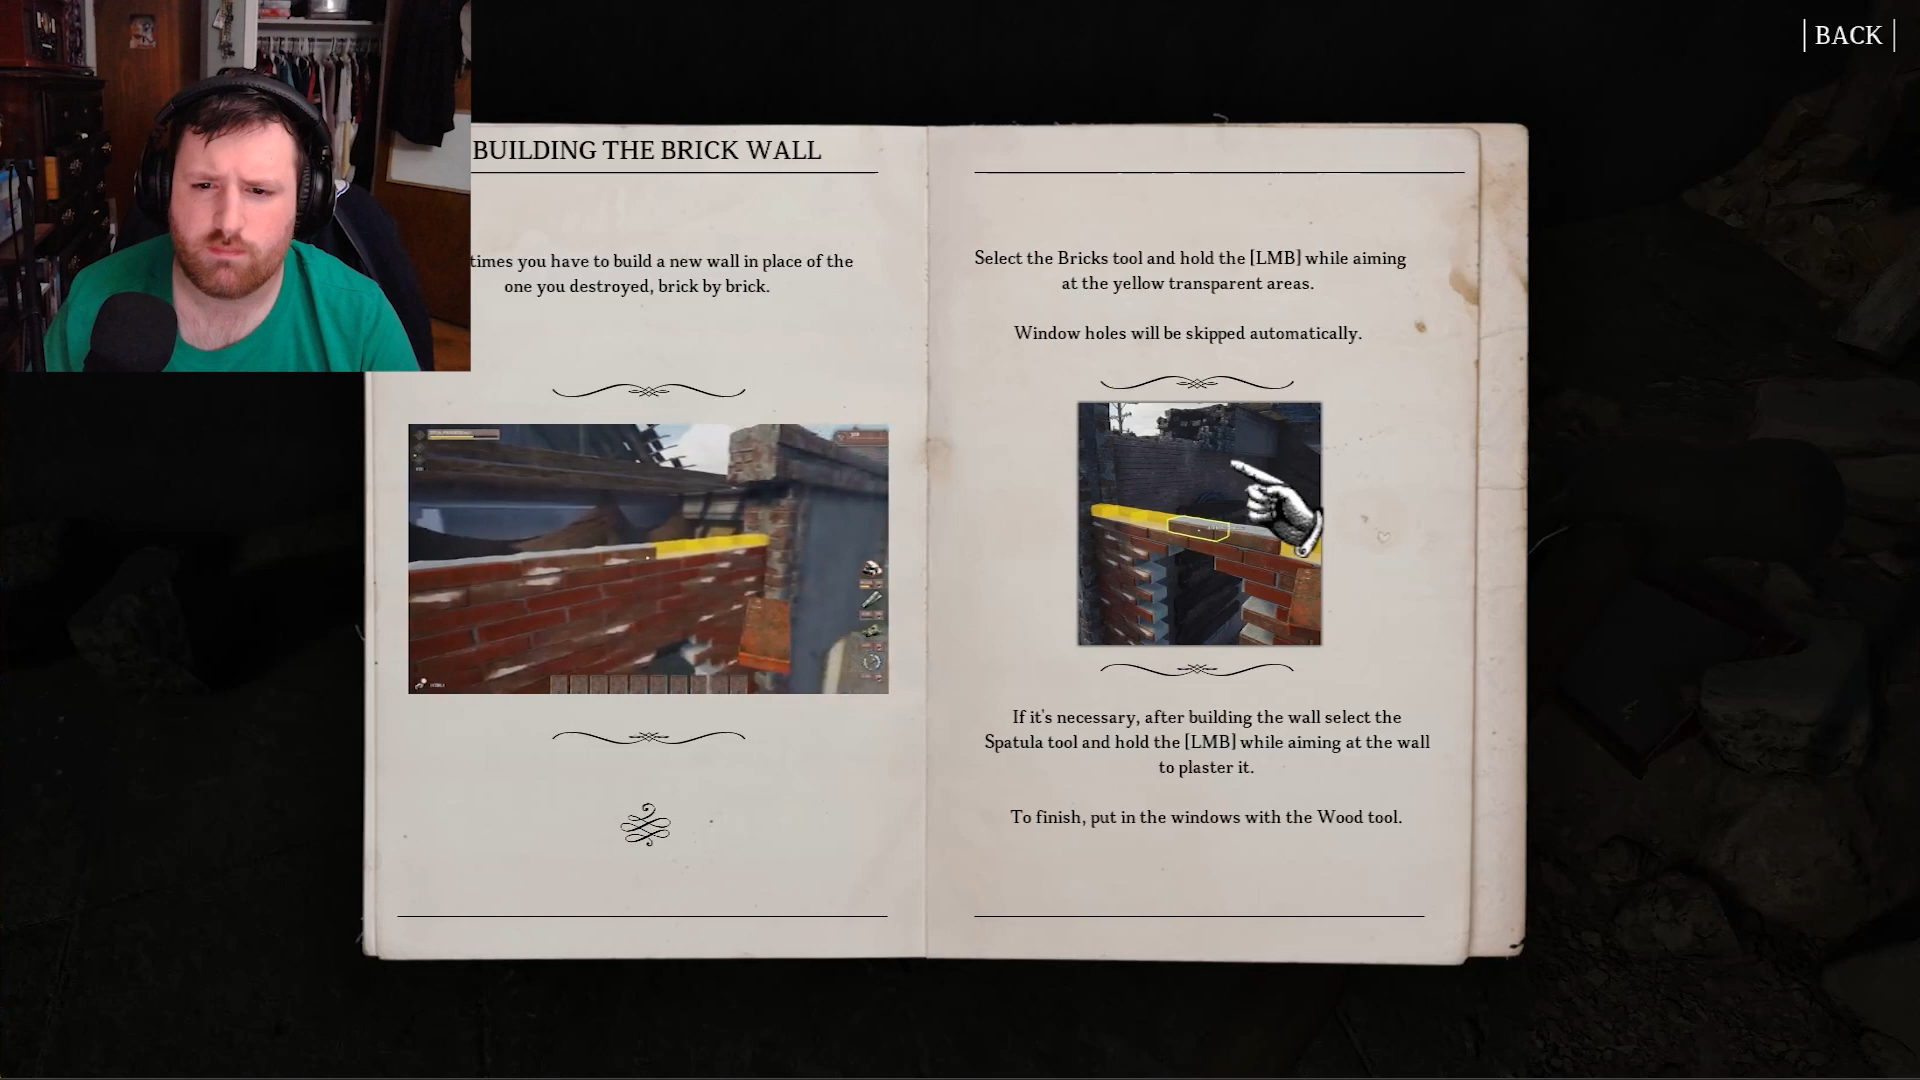 BACK
BUILDING THE BRICK WALL
times you have to build a new wall in place of the
one you destroyed, brick by brick.
Select the Bricks tool and hold the [LMB] while aiming
at the yellow transparent areas.
Window holes will be skipped automatically.
If it's necessary, after building the wall select the
Spatula tool and hold the [LMB] while aiming at the wall
to plaster it.
To finish, put in the windows with the Wood tool.